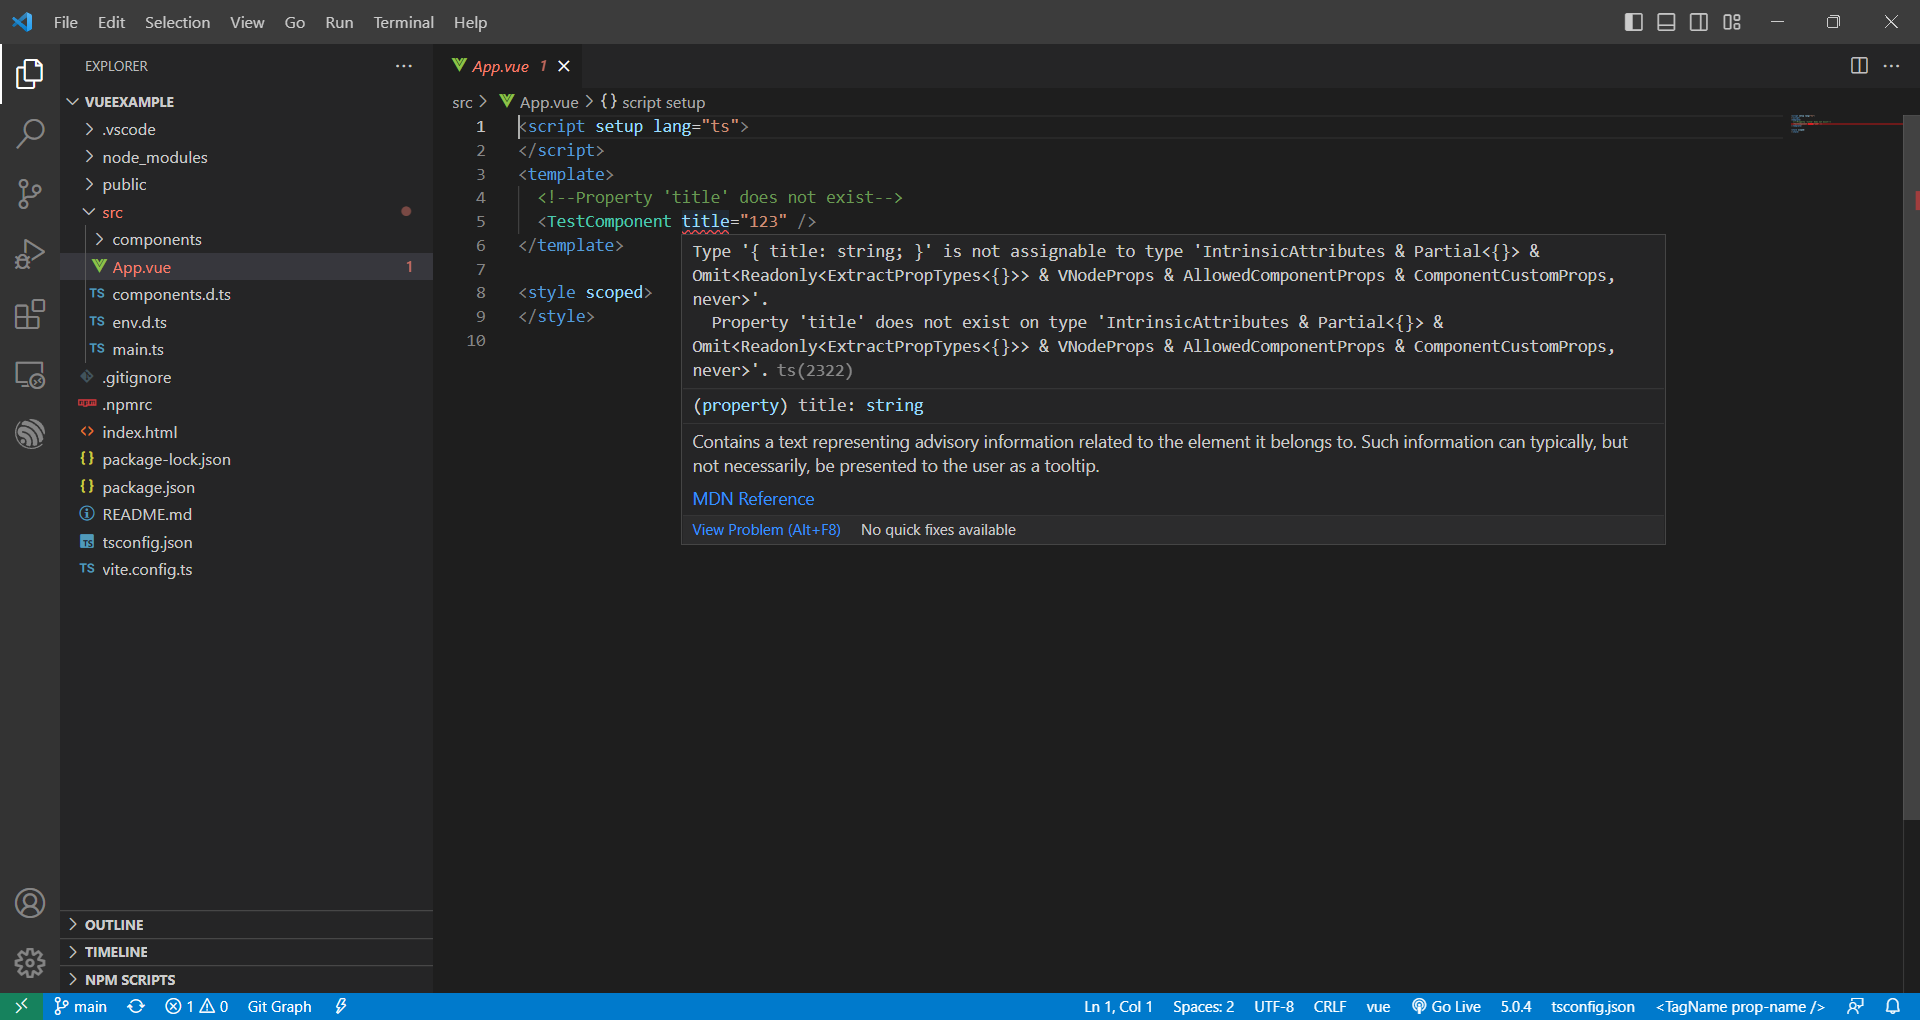 File Edit Selection View Go Run Terminal Help
EXPLORER
VUEEXAMPLE
.vscode
node_modules
public
src
components
App.vue 1
TS components.d.ts
TS env.d.ts
TS main.ts
.gitignore
npm .npmrc
<> index.html
{} package-lock.json
{} package.json
README.md
TS tsconfig.json
TS vite.config.ts
OUTLINE
TIMELINE
NPM SCRIPTS
App.vue 1
src > App.vue > {} script setup
1 <script setup lang="ts">
2 </script>
3 <template>
4 <!--Property 'title' does not exist-->
5 <TestComponent title="123" />
6 </template>
7
8 <style scoped>
9 </style>
10
Type '{ title: string; }' is not assignable to type 'IntrinsicAttributes & Partial<{}> &
Omit<Readonly<ExtractPropTypes<{}>> & VNodeProps & AllowedComponentProps & ComponentCustomProps,
never>'.
Property 'title' does not exist on type 'IntrinsicAttributes & Partial<{}> &
Omit<Readonly<ExtractPropTypes<{}>> & VNodeProps & AllowedComponentProps & ComponentCustomProps,
never>'. ts(2322)
(property) title: string
Contains a text representing advisory information related to the element it belongs to. Such information can typically, but
not necessarily, be presented to the user as a tooltip.
MDN Reference
View Problem (Alt+F8) No quick fixes available
main 1 0 Git Graph Ln 1, Col 1 Spaces: 2 UTF-8 CRLF vue Go Live 5.0.4 tsconfig.json <TagName prop-name />